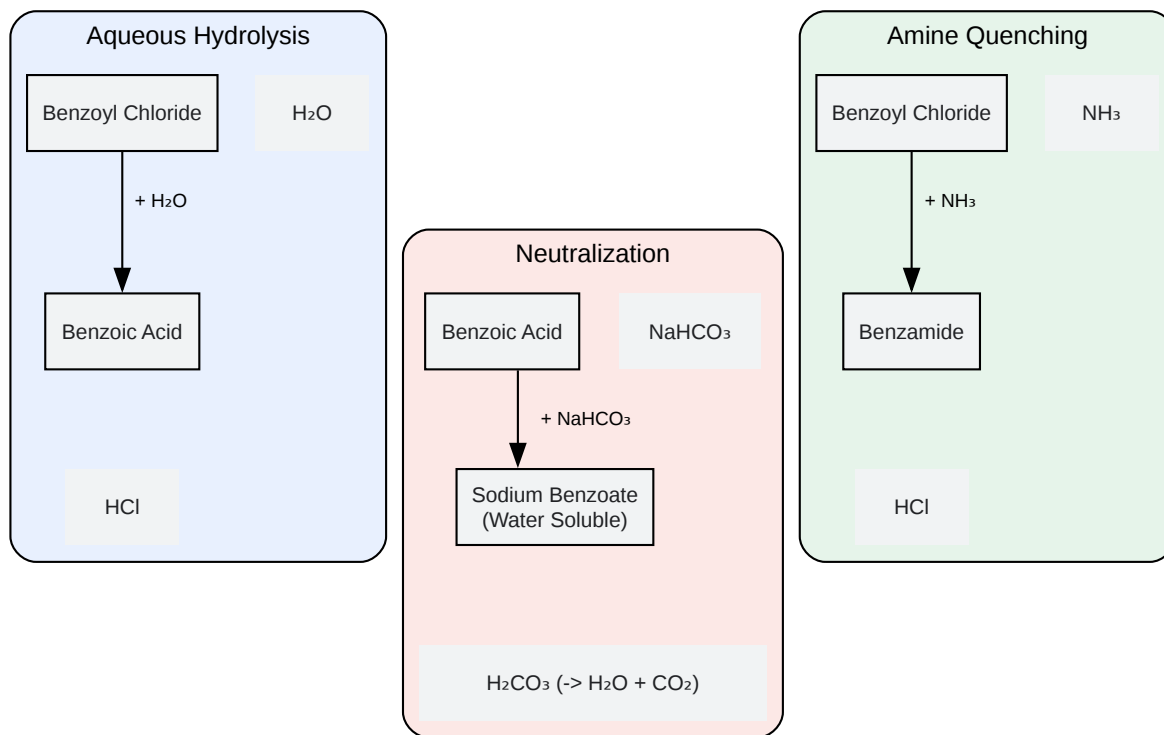 Aqueous Hydrolysis
Benzoyl Chloride
H₂O
+ H₂O
Benzoic Acid
HCl
Neutralization
Benzoic Acid
NaHCO₃
+ NaHCO₃
Sodium Benzoate
(Water Soluble)
H₂CO₃ (-> H₂O + CO₂)
Amine Quenching
Benzoyl Chloride
NH₃
+ NH₃
Benzamide
HCl